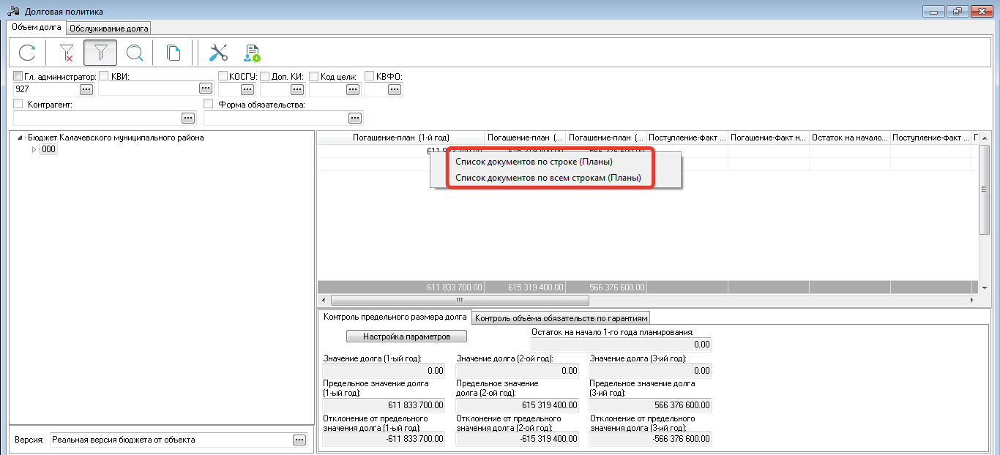 Долговая политика
Объем долга Обслуживание долга
Гл. администратор: КВИ: КОСГУ: Доп. КИ: Код цели: КВФО:
927
Контрагент: Форма обязательства:
Бюджет Калачевского муниципального района
000
Погашение-план (1-й год) Погашение-план (... Погашение-план (... Поступление-факт ... Погашение-факт н... Остаток на начало... Поступление-факт ...
Список документов по строке (Планы)
Список документов по всем строкам (Планы)
611 833 700.00 615 319 400.00 566 376 600.00
Контроль предельного размера долга Контроль объёма обязательств по гарантиям
Настройка параметров
Остаток на начало 1-го года планирования:
0.00
Значение долга (1-ый год): Значение долга (2-ой год): Значение долга (3-ий год):
0.00 0.00 0.00
Предельное значение долга (1-ый год): Предельное значение долга (2-ой год): Предельное значение долга (3-ий год):
611 833 700.00 615 319 400.00 566 376 600.00
Отклонение от предельного значения долга (1-ый год): Отклонение от предельного значения долга (2-ой год): Отклонение от предельного значения долга (3-ий год):
-611 833 700.00 -615 319 400.00 -566 376 600.00
Версия: Реальная версия бюджета от объекта